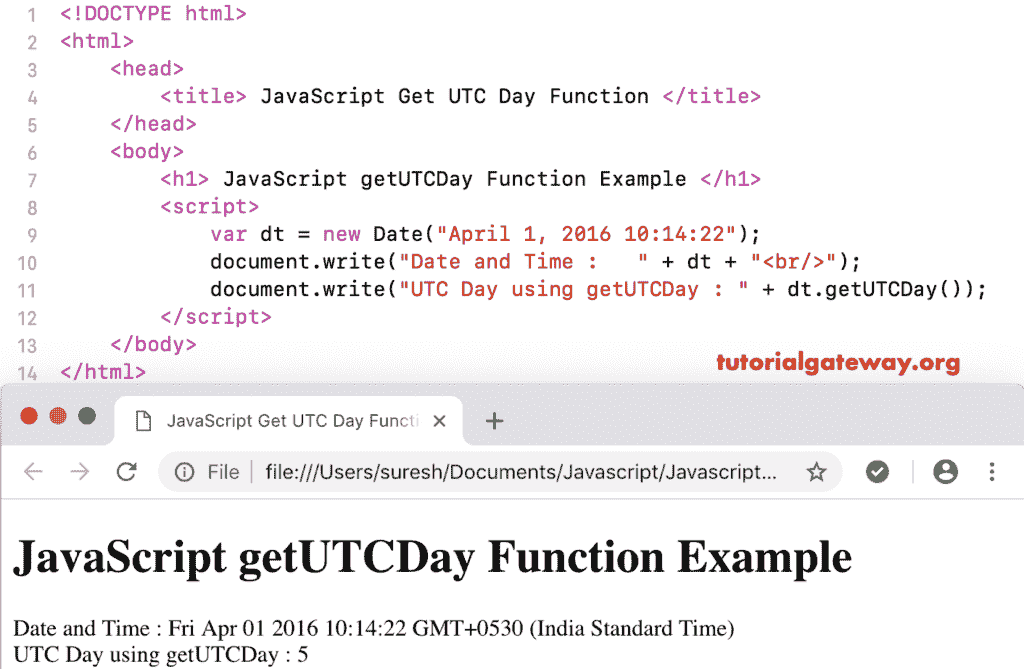 1 <!DOCTYPE html>
2 <html>
3 <head>
4 <title> JavaScript Get UTC Day Function </title>
5 </head>
6 <body>
7 <h1> JavaScript getUTCDay Function Example </h1>
8 <script>
9 var dt = new Date("April 1, 2016 10:14:22");
10 document.write("Date and Time :   " + dt + "<br/>");
11 document.write("UTC Day using getUTCDay : " + dt.getUTCDay());
12 </script>
13 </body>
14 </html>
tutorialgateway.org
JavaScript Get UTC Day Functi
File file:///Users/suresh/Documents/Javascript/Javascript...
JavaScript getUTCDay Function Example
Date and Time : Fri Apr 01 2016 10:14:22 GMT+0530 (India Standard Time)
UTC Day using getUTCDay : 5